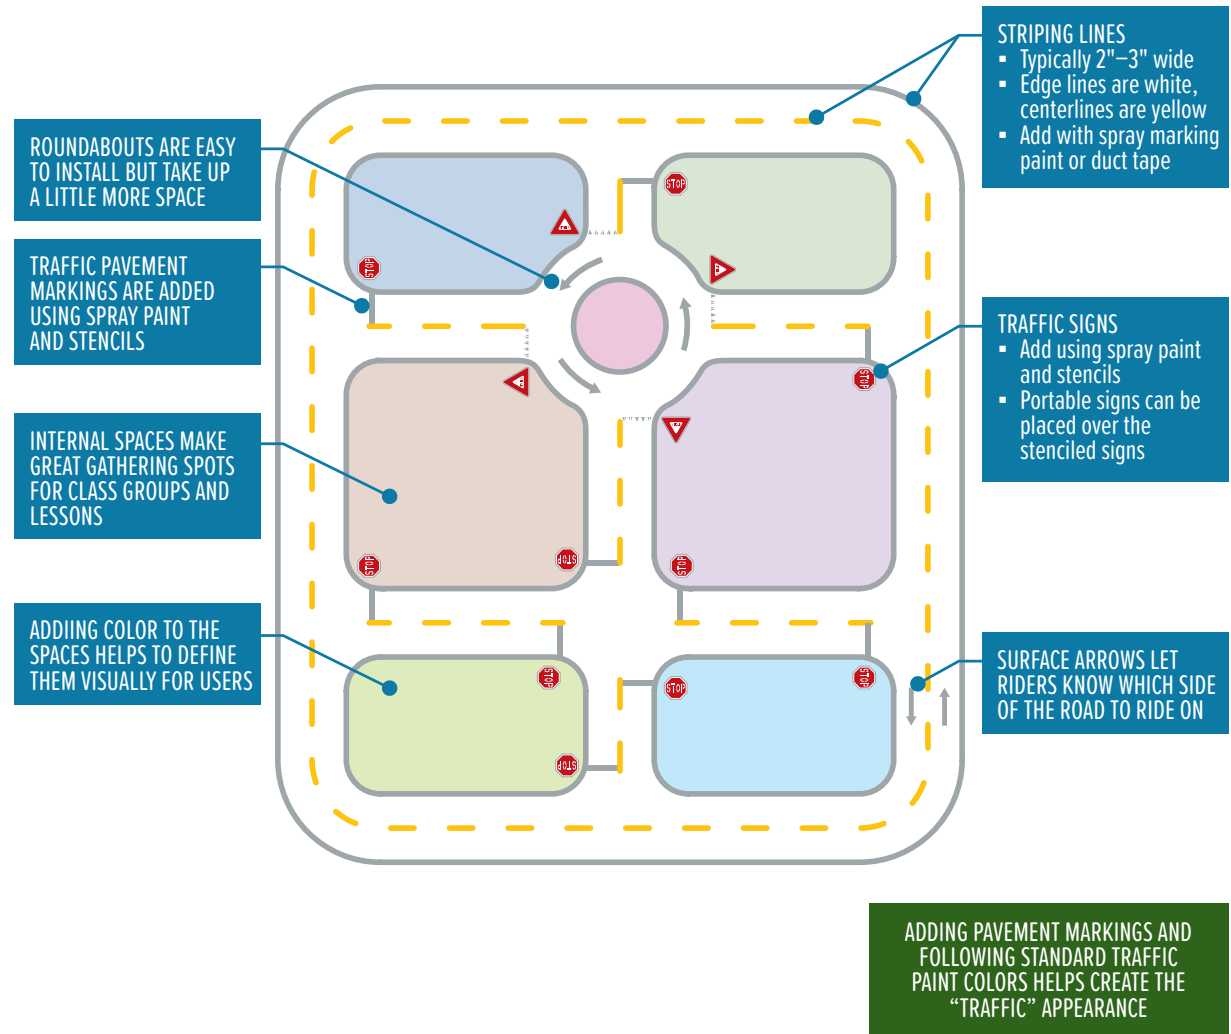 STRIPING LINES
▪ Typically 2"–3" wide
▪ Edge lines are white,
centerlines are yellow
▪ Add with spray marking
paint or duct tape
ROUNDABOUTS ARE EASY
TO INSTALL BUT TAKE UP
A LITTLE MORE SPACE
TRAFFIC PAVEMENT
MARKINGS ARE ADDED
USING SPRAY PAINT
AND STENCILS
INTERNAL SPACES MAKE
GREAT GATHERING SPOTS
FOR CLASS GROUPS AND
LESSONS
ADDIING COLOR TO THE
SPACES HELPS TO DEFINE
THEM VISUALLY FOR USERS
STOP
STOP
STOP
STOP
STOP
STOP
STOP
STOP
STOP
STOP
TRAFFIC SIGNS
▪ Add using spray paint
and stencils
▪ Portable signs can be
placed over the
stenciled signs
SURFACE ARROWS LET
RIDERS KNOW WHICH SIDE
OF THE ROAD TO RIDE ON
ADDING PAVEMENT MARKINGS AND
FOLLOWING STANDARD TRAFFIC
PAINT COLORS HELPS CREATE THE
“TRAFFIC” APPEARANCE